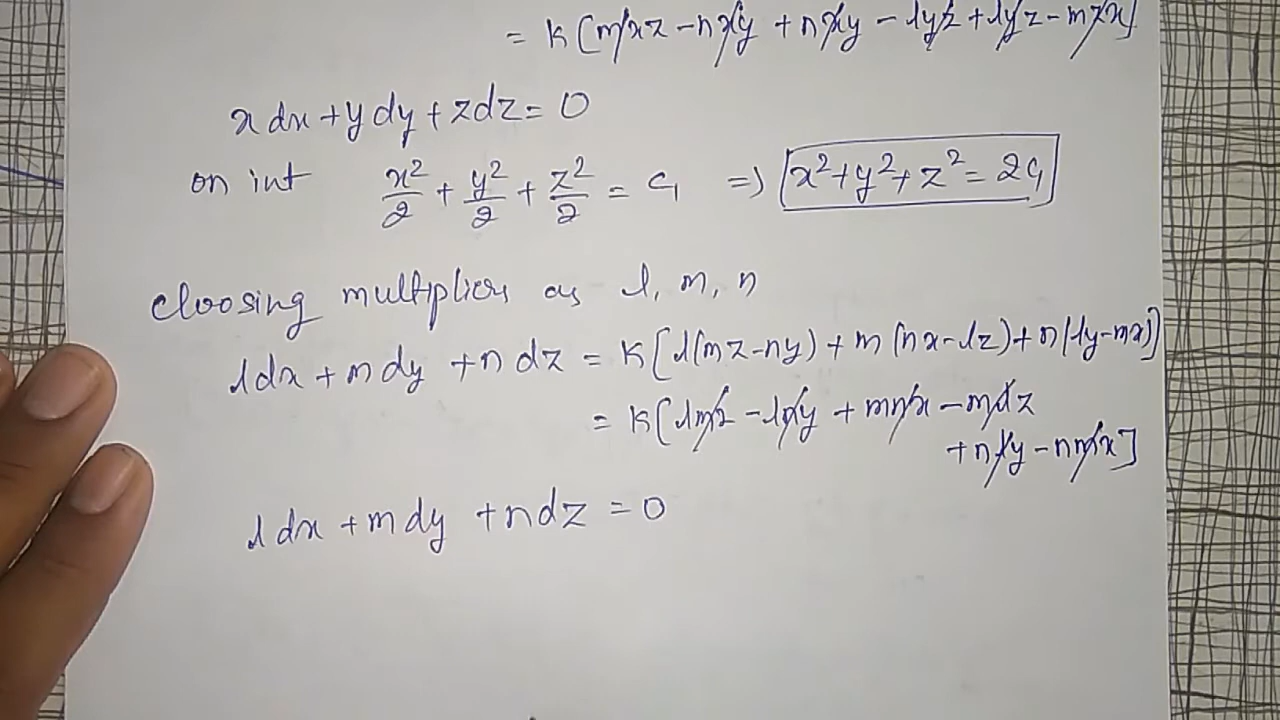 = k[mxz - nxy + nxy - lyz + lyz - mzx]
x dx + y dy + z dz = 0
on int x²/2 + y²/2 + z²/2 = c₁ ⇒ x² + y² + z² = 2c₁
cloosing multipliers as l, m, n
l dx + m dy + n dz = k[l(mz - ny) + m(nx - lz) + n(ly - mx)]
= k[lmz - lny + mnx - mlz
+ nly - nmx]
l dx + m dy + n dz = 0